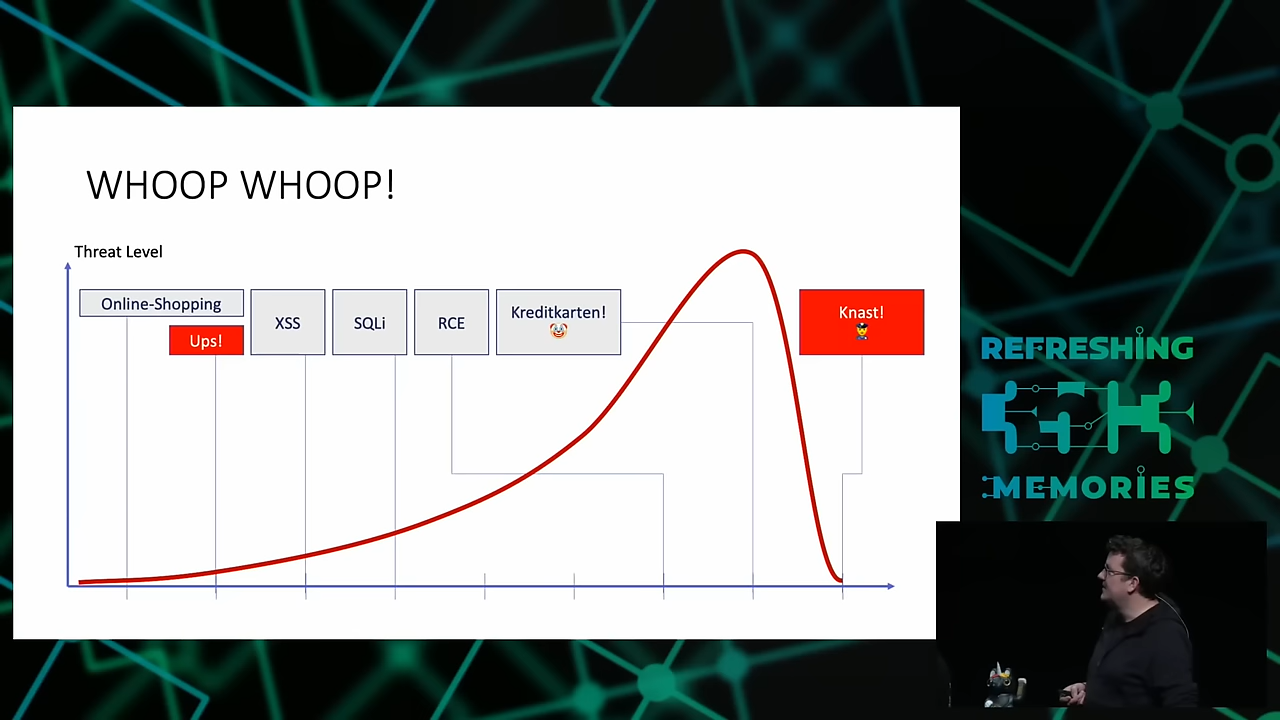 WHOOP WHOOP!
Threat Level
Online-Shopping
Ups!
XSS
SQLi
RCE
Kreditkarten!
Knast!
REFRESHING
MEMORIES